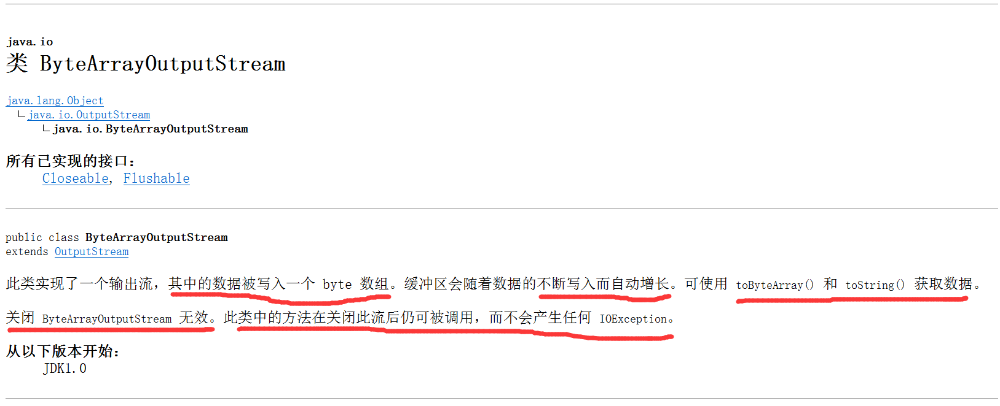 java.io
类 ByteArrayOutputStream
java.lang.Object
java.io.OutputStream
java.io.ByteArrayOutputStream
所有已实现的接口：
Closeable, Flushable
public class ByteArrayOutputStream
extends OutputStream
此类实现了一个输出流，其中的数据被写入一个 byte 数组。缓冲区会随着数据的不断写入而自动增长。可使用 toByteArray() 和 toString() 获取数据。
关闭 ByteArrayOutputStream 无效。此类中的方法在关闭此流后仍可被调用，而不会产生任何 IOException。
从以下版本开始：
JDK1.0